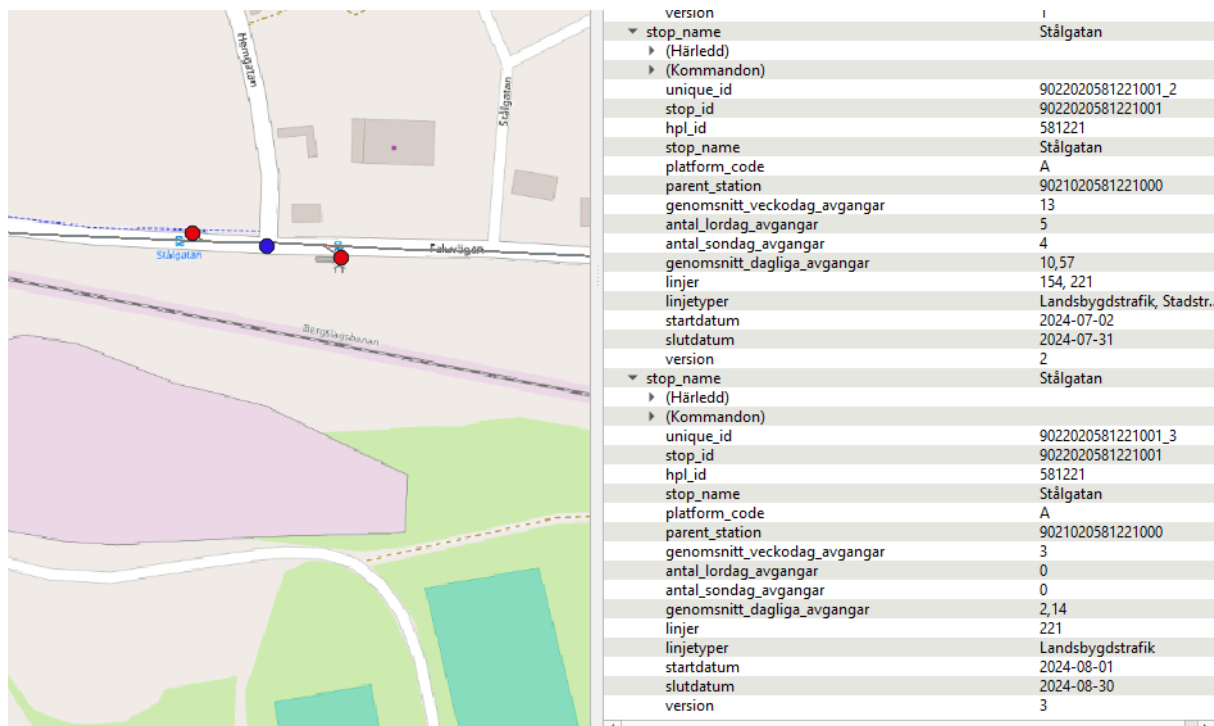 Hemgatan
Stålgatan
Stålgatan
Faluvägen
Bergslagsbanan
version 1
stop_name Stålgatan
(Härledd)
(Kommandon)
unique_id 9022020581221001_2
stop_id 9022020581221001
hpl_id 581221
stop_name Stålgatan
platform_code A
parent_station 9021020581221000
genomsnitt_veckodag_avgangar 13
antal_lordag_avgangar 5
antal_sondag_avgangar 4
genomsnitt_dagliga_avgangar 10,57
linjer 154, 221
linjetyper Landsbygdstrafik, Stadstr...
startdatum 2024-07-02
slutdatum 2024-07-31
version 2
stop_name Stålgatan
(Härledd)
(Kommandon)
unique_id 9022020581221001_3
stop_id 9022020581221001
hpl_id 581221
stop_name Stålgatan
platform_code A
parent_station 9021020581221000
genomsnitt_veckodag_avgangar 3
antal_lordag_avgangar 0
antal_sondag_avgangar 0
genomsnitt_dagliga_avgangar 2,14
linjer 221
linjetyper Landsbygdstrafik
startdatum 2024-08-01
slutdatum 2024-08-30
version 3